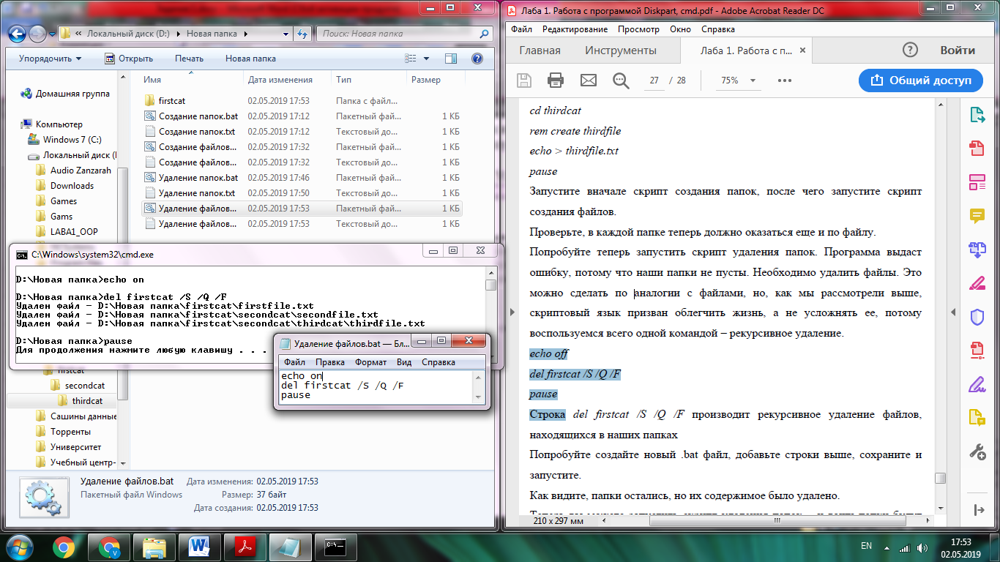 Локальный диск (D:) Новая папка
Поиск: Новая папка
Упорядочить Открыть Печать Новая папка
Имя Дата изменения Тип Размер
firstcat 02.05.2019 17:53 Папка с файл...
Создание папок.bat 02.05.2019 17:12 Пакетный фай... 1 КБ
Создание папок.txt 02.05.2019 17:12 Текстовый до... 1 КБ
Создание файлов... 02.05.2019 17:32 Пакетный фай... 1 КБ
Создание файлов... 02.05.2019 17:32 Текстовый до... 1 КБ
Удаление папок.bat 02.05.2019 17:46 Пакетный фай... 1 КБ
Удаление папок.txt 02.05.2019 17:50 Текстовый до... 1 КБ
Удаление файлов... 02.05.2019 17:53 Пакетный фай... 1 КБ
Удаление файлов... 02.05.2019 17:53 Текстовый до... 1 КБ
Домашняя группа
Компьютер
Windows 7 (C:)
Локальный диск (
Audio Zanzarah
Downloads
Games
Gams
LABA1_OOP
C:\Windows\system32\cmd.exe
D:\Новая папка>echo on
D:\Новая папка>del firstcat /S /Q /F
Удален файл - D:\Новая папка\firstcat\firstfile.txt
Удален файл - D:\Новая папка\firstcat\secondcat\secondfile.txt
Удален файл - D:\Новая папка\firstcat\secondcat\thirdcat\thirdfile.txt
D:\Новая папка>pause
Для продолжения нажмите любую клавишу . . .
Удаление файлов.bat — Бл...
Файл Правка Формат Вид Справка
echo on
del firstcat /S /Q /F
pause
firstcat
secondcat
thirdcat
Сашины данные
Торренты
Университет
Учебный центр-
Удаление файлов.bat Дата изменения: 02.05.2019 17:53
Пакетный файл Windows Размер: 37 байт
Дата создания: 02.05.2019 17:53
Лаба 1. Работа с программой Diskpart, cmd.pdf - Adobe Acrobat Reader DC
Файл Редактирование Просмотр Окно Справка
Главная Инструменты Лаба 1. Работа с п... Войти
27 / 28 75% Общий доступ
cd thirdcat
rem create thirdfile
echo > thirdfile.txt
pause
Запустите вначале скрипт создания папок, после чего запустите скрипт
создания файлов.
Проверьте, в каждой папке теперь должно оказаться еще и по файлу.
Попробуйте теперь запустить скрипт удаления папок. Программа выдаст
ошибку, потому что наши папки не пусты. Необходимо удалить файлы. Это
можно сделать по аналогии с файлами, но, как мы рассмотрели выше,
скриптовый язык призван облегчить жизнь, а не усложнять ее, потому
воспользуемся всего одной командой – рекурсивное удаление.
echo off
del firstcat /S /Q /F
pause
Строка del firstcat /S /Q /F производит рекурсивное удаление файлов,
находящихся в наших папках
Попробуйте создайте новый .bat файл, добавьте строки выше, сохраните и
запустите.
Как видите, папки остались, но их содержимое было удалено.
210 x 297 мм
EN
17:53
02.05.2019